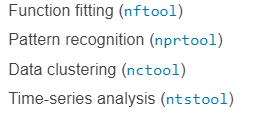 Function fitting (nftool)
Pattern recognition (nprtool)
Data clustering (nctool)
Time-series analysis (ntstool)